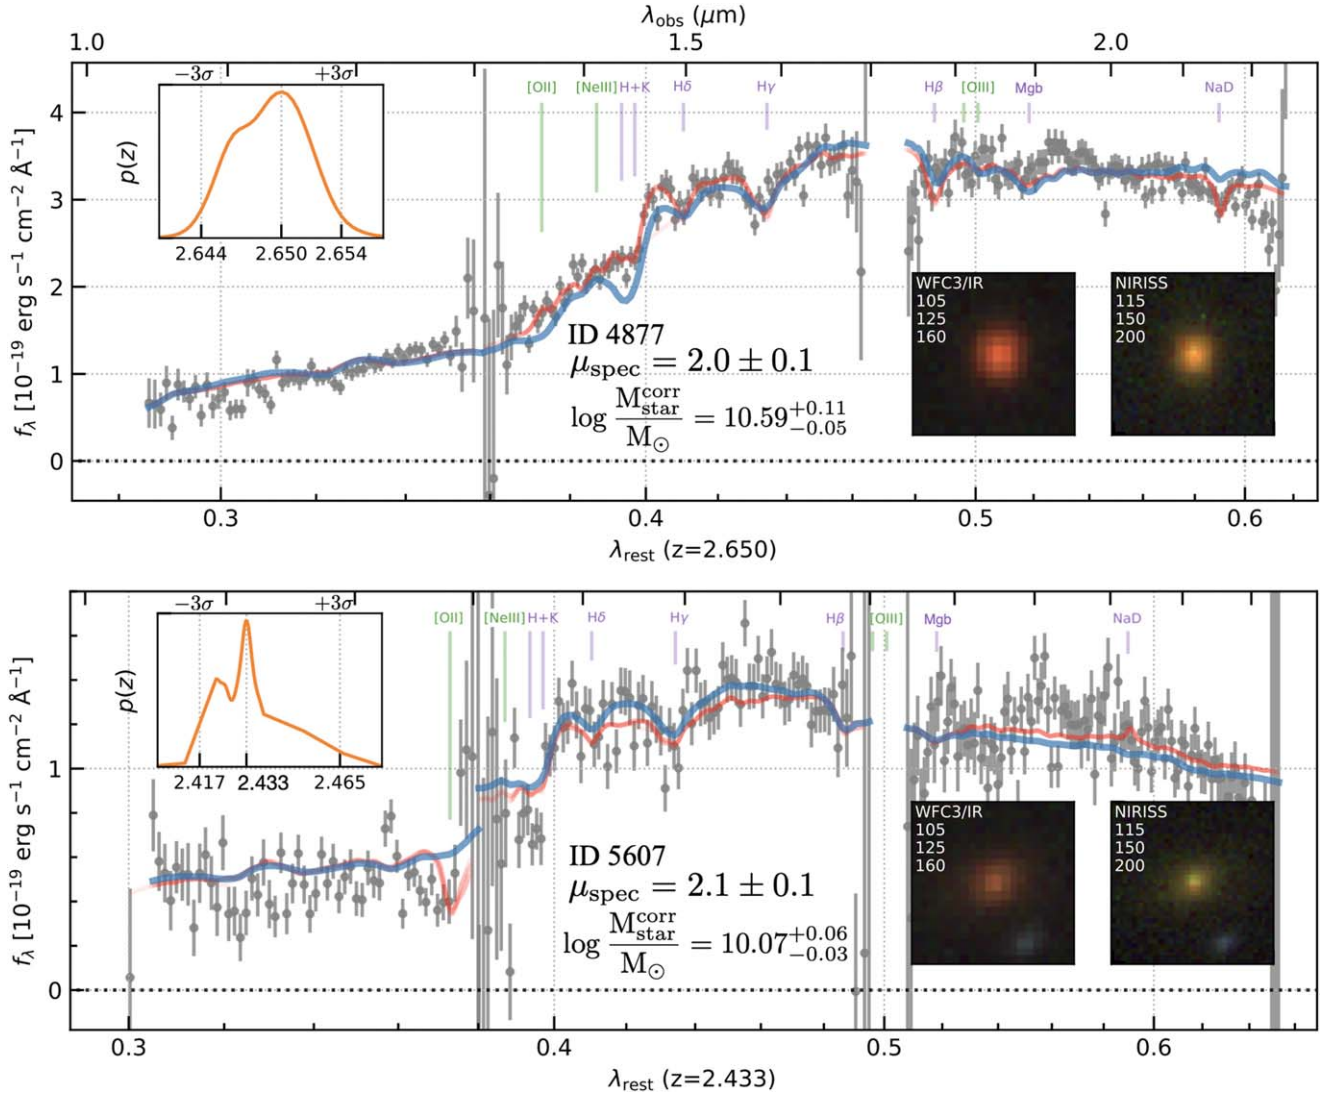 λobs (μm)
1.0 1.5 2.0
−3σ +3σ
p(z)
2.644 2.650 2.654
[OII] [NeIII] H+K Hδ Hγ Hβ [OIII] Mgb NaD
4
3
2
1
0
fλ [10−19 erg s−1 cm−2 Å−1]
ID 4877
μspec = 2.0 ± 0.1
log Mcorrstar/M⊙ = 10.59+0.11−0.05
WFC3/IR
105
125
160
NIRISS
115
150
200
0.3 0.4 0.5 0.6
λrest (z=2.650)
−3σ +3σ
p(z)
2.417 2.433 2.465
[OII] [NeIII] H+K Hδ Hγ Hβ [OIII] Mgb NaD
1
0
fλ [10−19 erg s−1 cm−2 Å−1]
ID 5607
μspec = 2.1 ± 0.1
log Mcorrstar/M⊙ = 10.07+0.06−0.03
WFC3/IR
105
125
160
NIRISS
115
150
200
0.3 0.4 0.5 0.6
λrest (z=2.433)